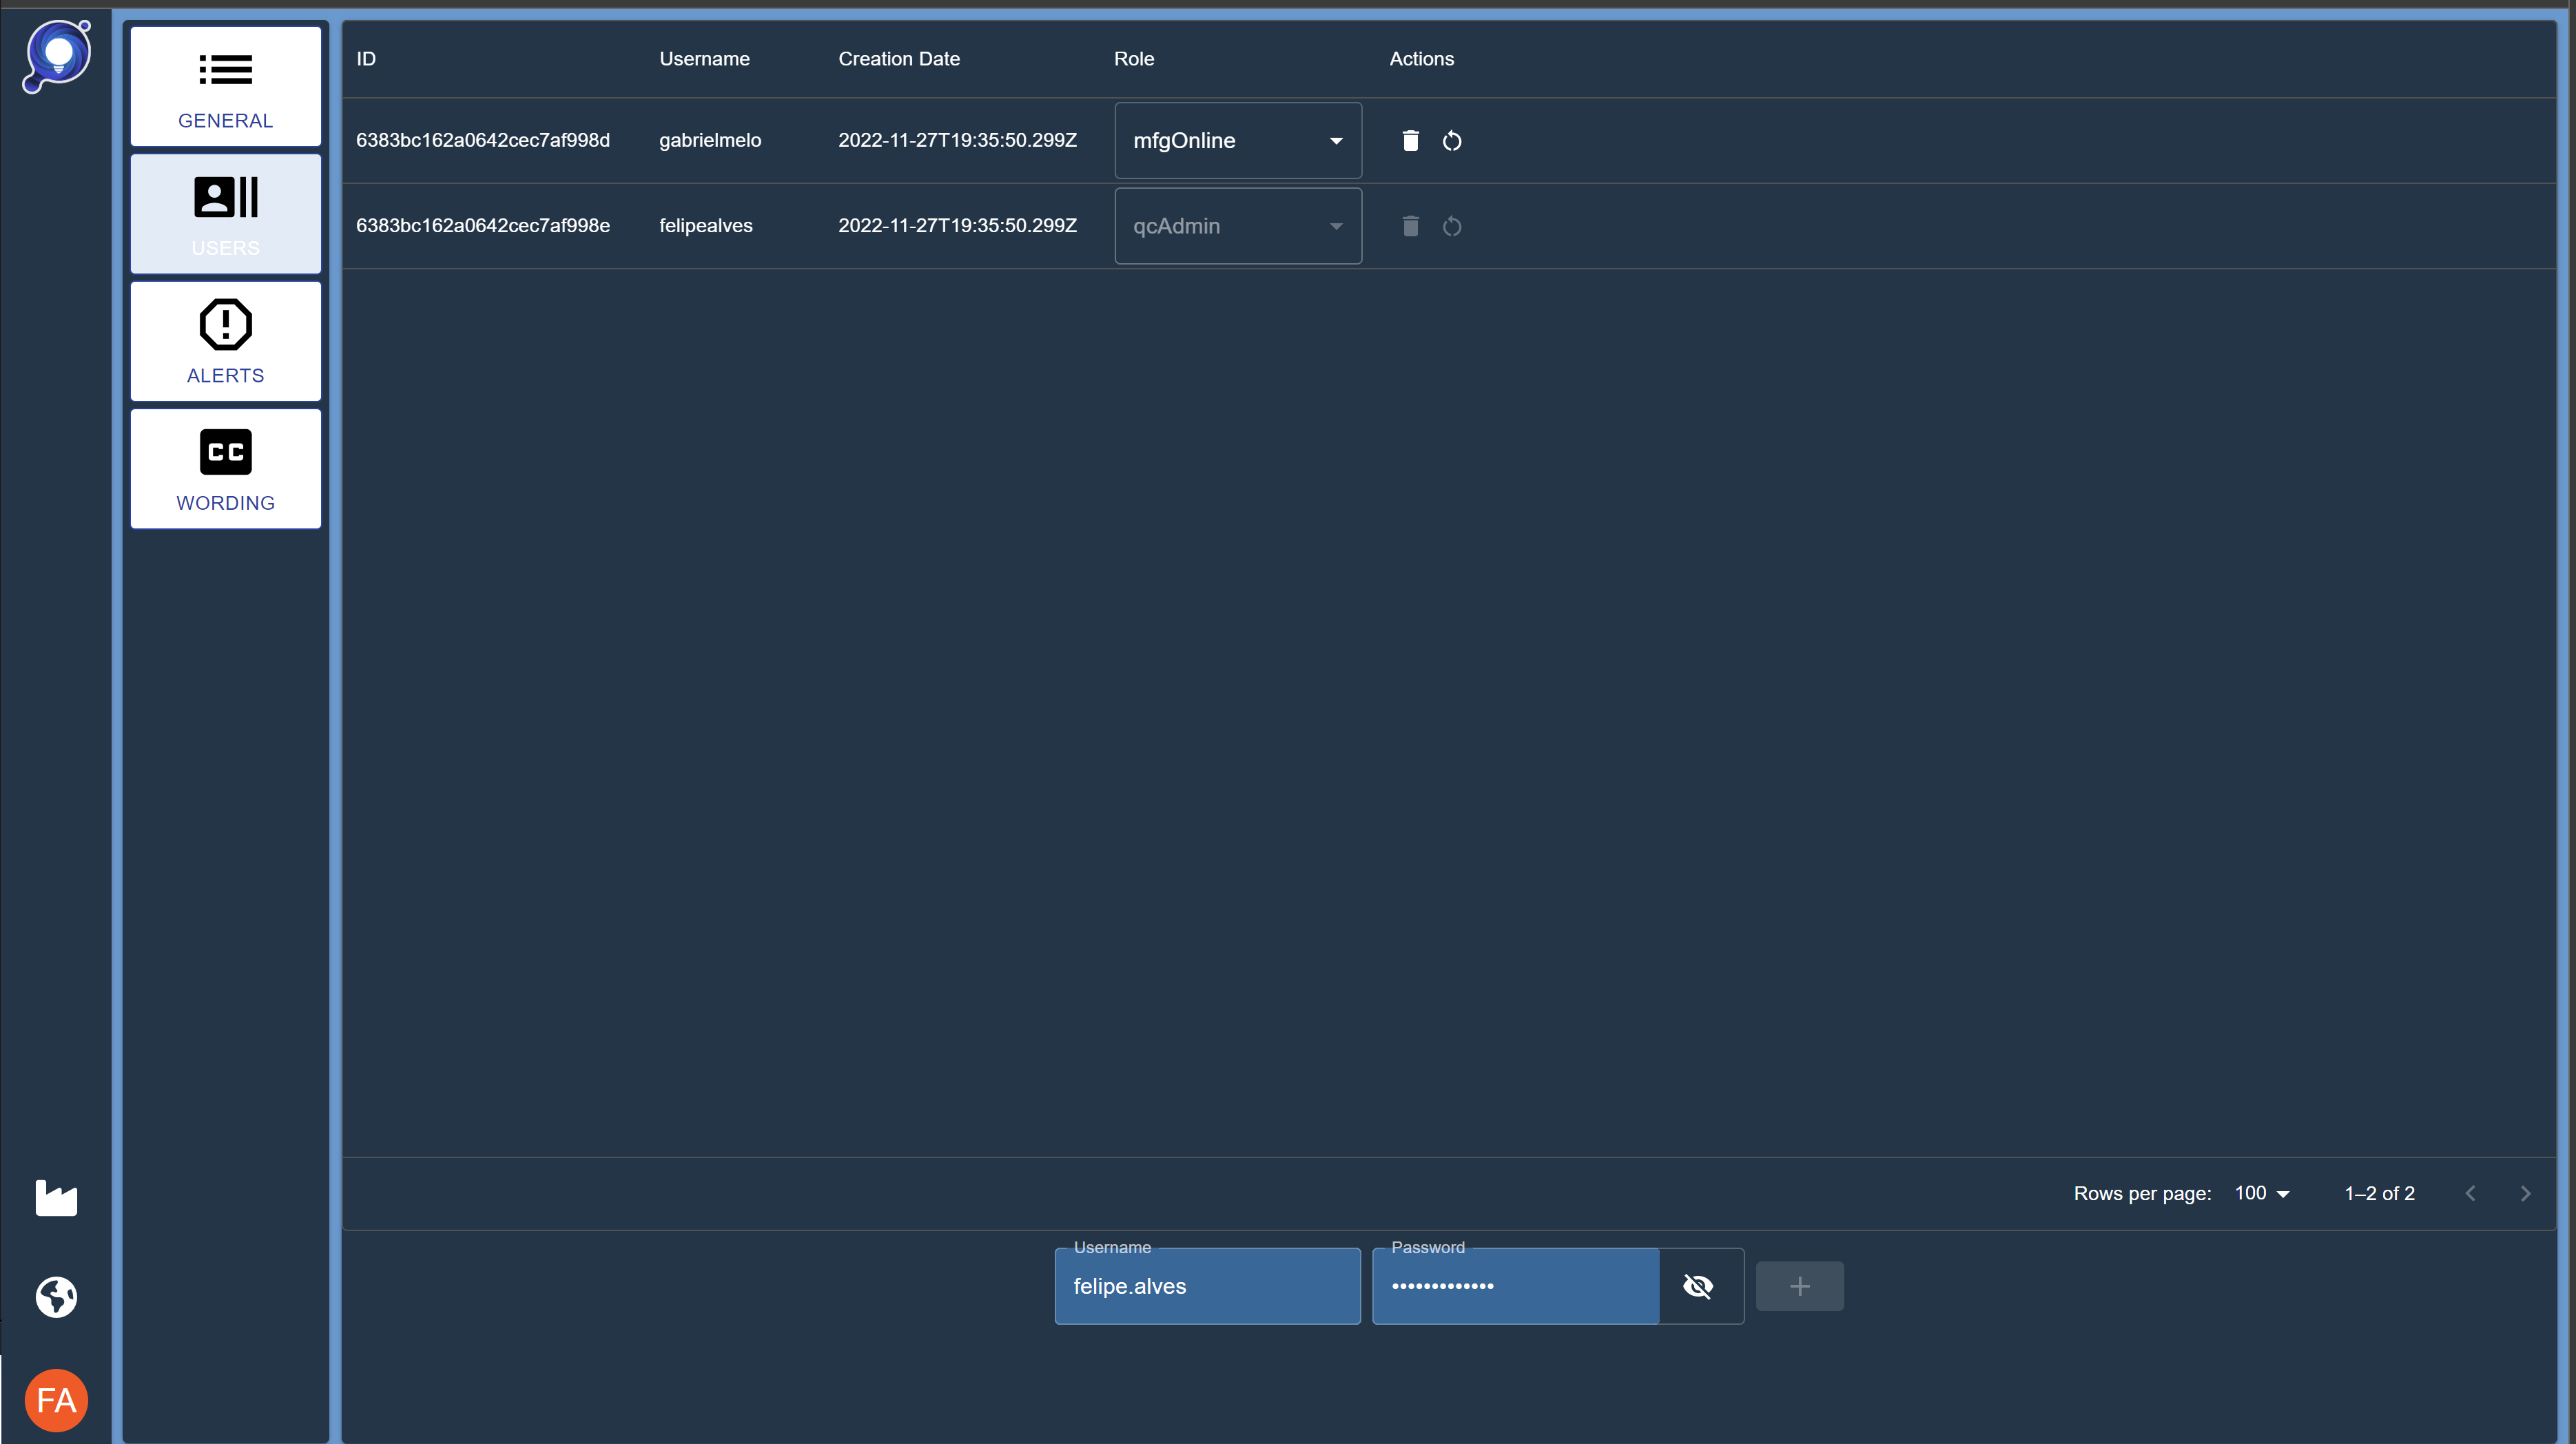 GENERAL
USERS
ALERTS
CC
WORDING
FA
ID Username Creation Date Role Actions
6383bc162a0642cec7af998d gabrielmelo 2022-11-27T19:35:50.299Z mfgOnline
6383bc162a0642cec7af998e felipealves 2022-11-27T19:35:50.299Z qcAdmin
Rows per page: 100 1–2 of 2
Username Password
felipe.alves •••••••••••••